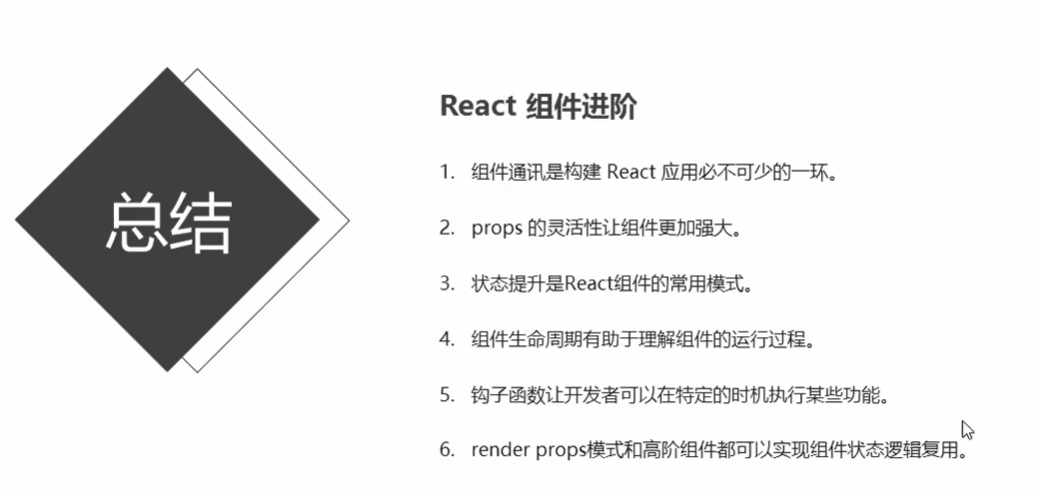 总结
React 组件进阶
1. 组件通讯是构建 React 应用必不可少的一环。
2. props 的灵活性让组件更加强大。
3. 状态提升是React组件的常用模式。
4. 组件生命周期有助于理解组件的运行过程。
5. 钩子函数让开发者可以在特定的时机执行某些功能。
6. render props模式和高阶组件都可以实现组件状态逻辑复用。